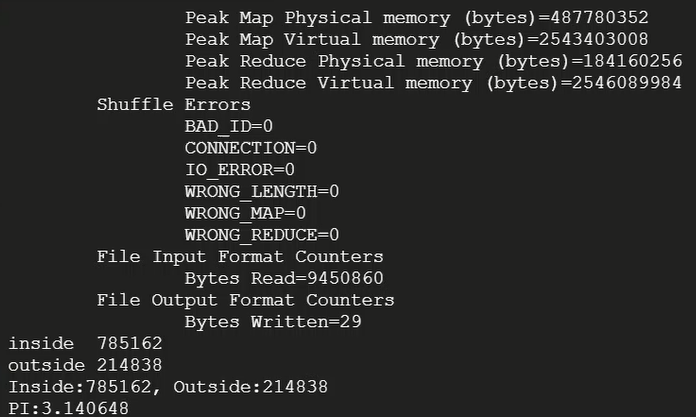 Peak Map Physical memory (bytes)=487780352
Peak Map Virtual memory (bytes)=2543403008
Peak Reduce Physical memory (bytes)=184160256
Peak Reduce Virtual memory (bytes)=2546089984
Shuffle Errors
BAD_ID=0
CONNECTION=0
IO_ERROR=0
WRONG_LENGTH=0
WRONG_MAP=0
WRONG_REDUCE=0
File Input Format Counters
Bytes Read=9450860
File Output Format Counters
Bytes Written=29
inside  785162
outside 214838
Inside:785162, Outside:214838
PI:3.140648